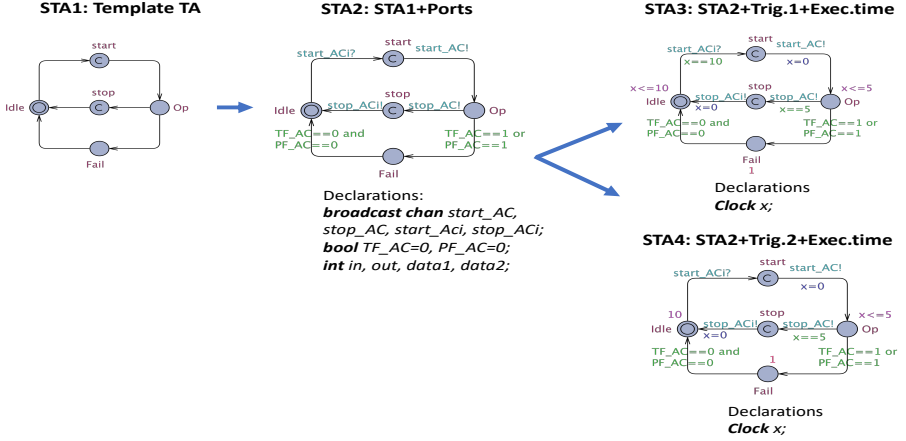 STA1: Template TA
start
stop
C
C
Idle
Op
Fail
STA2: STA1+Ports
start_ACi?
start
start_AC!
C
stop
stop_ACi!
C
stop_AC!
Idle
Op
TF_AC==0 and
PF_AC==0
TF_AC==1 or
PF_AC==1
Fail
Declarations:
broadcast chan start_AC,
stop_AC, start_Aci, stop_ACi;
bool TF_AC=0, PF_AC=0;
int in, out, data1, data2;
STA3: STA2+Trig.1+Exec.time
start
start_ACi?
start_AC!
x==10
C
x=0
x<=10
stop
x<=5
Idle
stop_ACi!
C
stop_AC!
Op
x=0
x==5
TF_AC==0 and
PF_AC==0
TF_AC==1 or
PF_AC==1
Fail
1
Declarations
Clock x;
STA4: STA2+Trig.2+Exec.time
start
start_ACi?
start_AC!
C
x=0
10
stop
x<=5
Idle
stop_ACi!
C
stop_AC!
Op
x=0
x==5
TF_AC==0 and
PF_AC==0
1
TF_AC==1 or
PF_AC==1
Fail
Declarations
Clock x;